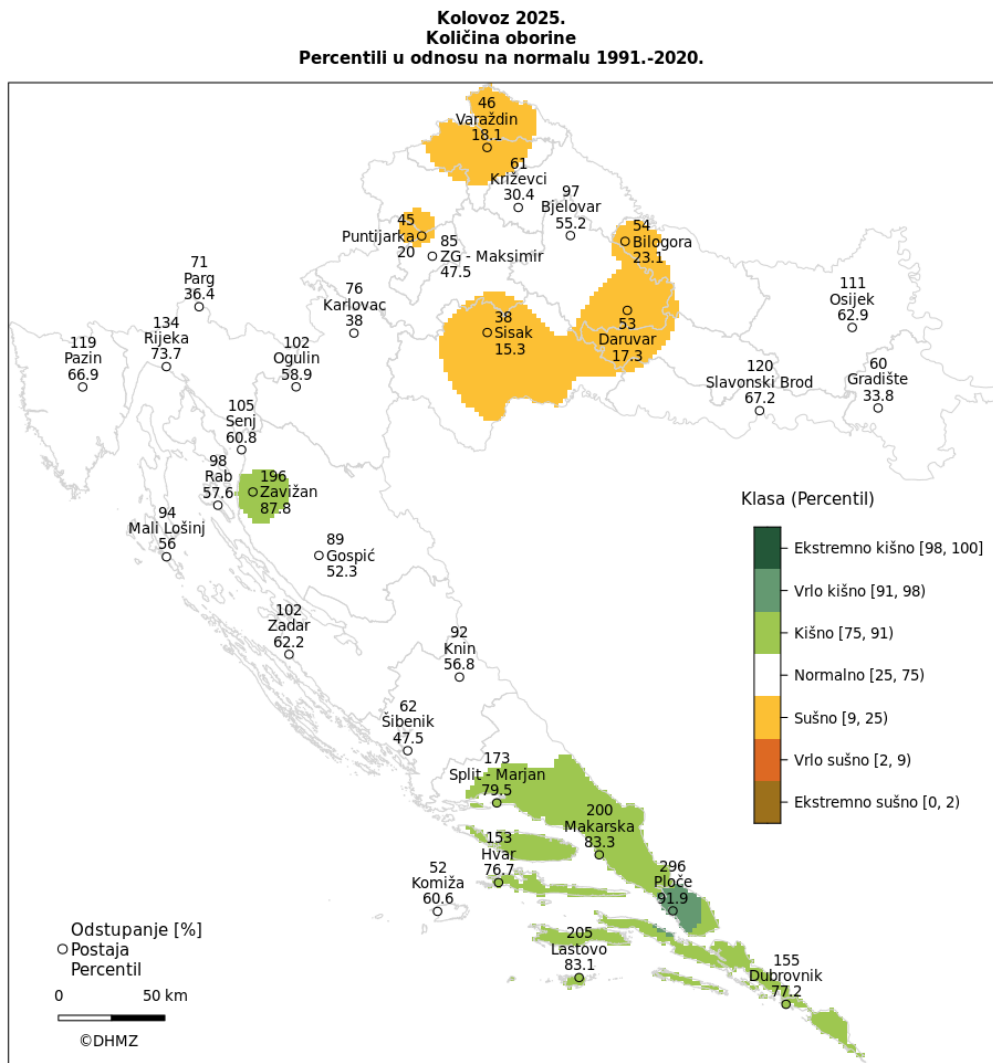 Kolovoz 2025.
Količina oborine
Percentili u odnosu na normalu 1991.-2020.
46
Varaždin
18.1
61
Križevci
30.4
97
Bjelovar
55.2
45
Puntijarka
20
85
ZG - Maksimir
47.5
54
Bilogora
23.1
71
Parg
36.4
76
Karlovac
38
111
Osijek
62.9
134
Rijeka
73.7
119
Pazin
66.9
102
Ogulin
58.9
38
Sisak
15.3
53
Daruvar
17.3
120
Slavonski Brod
67.2
60
Gradište
33.8
105
Senj
60.8
98
Rab
57.6
196
Zavižan
87.8
94
Mali Lošinj
56
89
Gospić
52.3
102
Zadar
62.2
92
Knin
56.8
62
Šibenik
47.5
173
Split - Marjan
79.5
200
Makarska
83.3
153
Hvar
76.7
52
Komiža
60.6
296
Ploče
91.9
205
Lastovo
83.1
155
Dubrovnik
77.2
Klasa (Percentil)
Ekstremno kišno [98, 100]
Vrlo kišno [91, 98)
Kišno [75, 91)
Normalno [25, 75)
Sušno [9, 25)
Vrlo sušno [2, 9)
Ekstremno sušno [0, 2)
Odstupanje [%]
Postaja
Percentil
0 50 km
©DHMZ